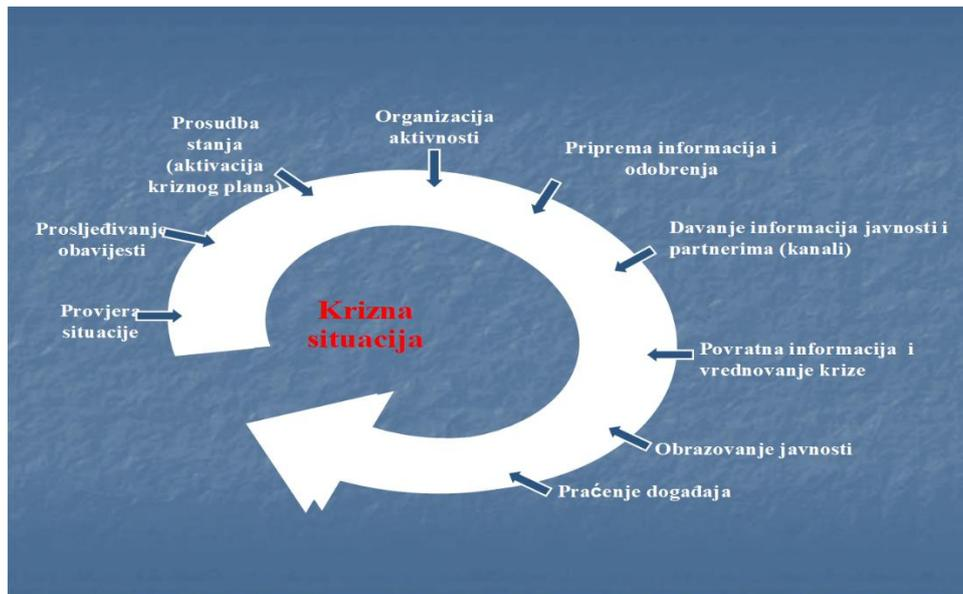 Organizacija
aktivnosti
Prosudba
stanja
(aktivacija
kriznog plana)
Priprema informacija i
odobrenja
Prosljeđivanje
obavijesti
Davanje informacija javnosti i
partnerima (kanali)
Provjera
situacije
Krizna
situacija
Povratna informacija i
vrednovanje krize
Obrazovanje javnosti
Praćenje događaja